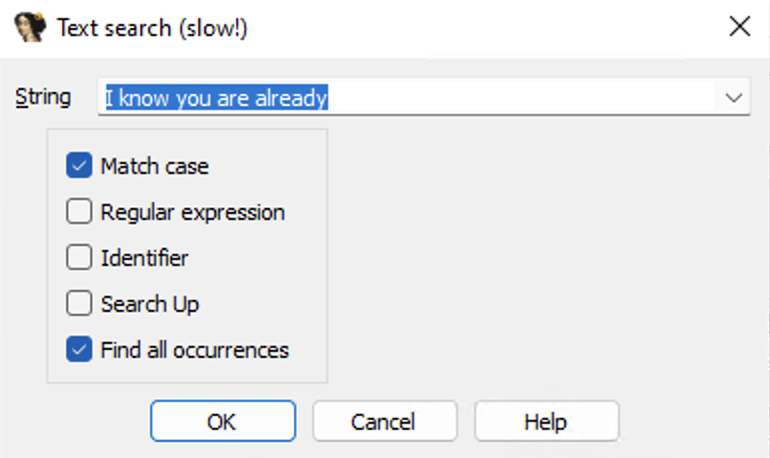 Text search (slow!)
String I know you are already
Match case
Regular expression
Identifier
Search Up
Find all occurrences
OK Cancel Help